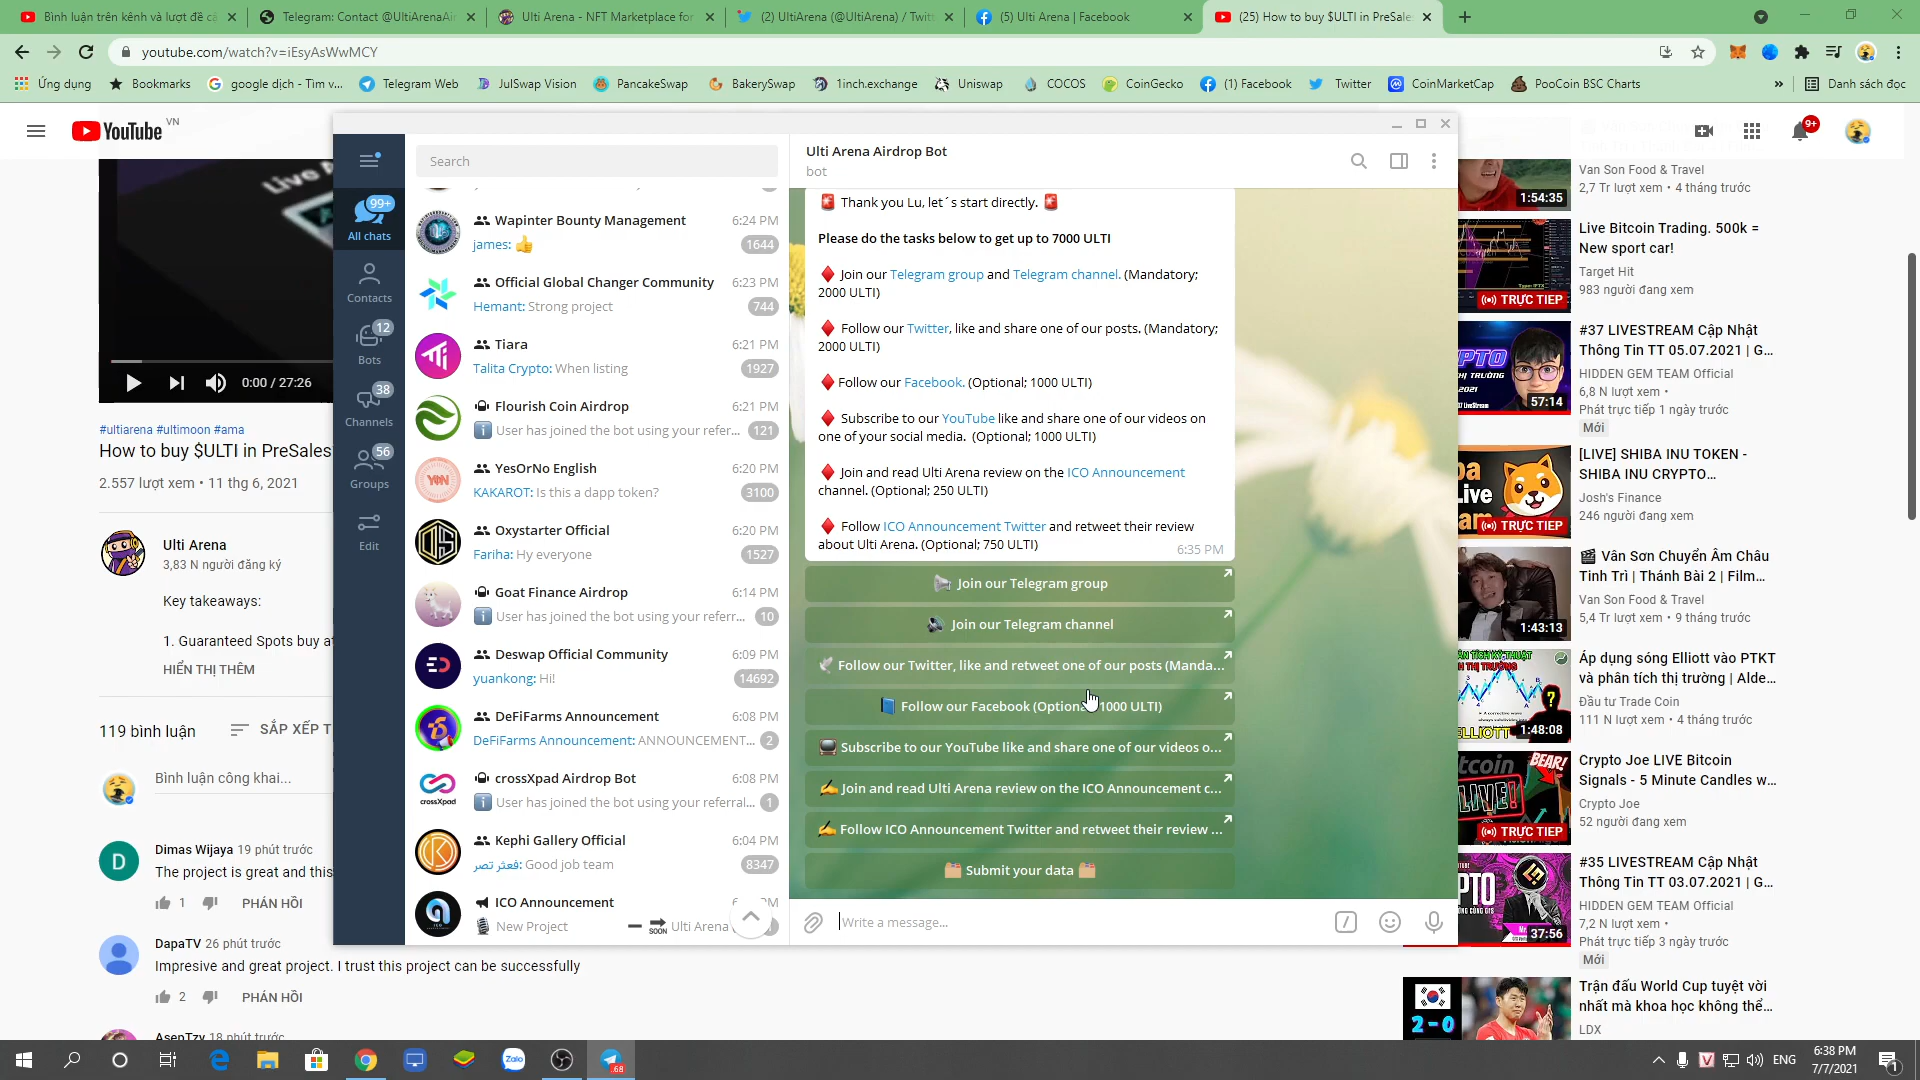 Bình luận trên kênh và lượt đề cả
Telegram: Contact @UltiArenaAir
Ulti Arena - NFT Marketplace for
(2) UltiArena (@UltiArena) / Twitt
(5) Ulti Arena | Facebook
(25) How to buy $ULTI in PreSale
youtube.com/watch?v=iEsyAsWwMCY
Ứng dụng
Bookmarks
google dịch - Tìm v...
Telegram Web
JulSwap Vision
PancakeSwap
BakerySwap
1inch.exchange
Uniswap
COCOS
CoinGecko
(1) Facebook
Twitter
CoinMarketCap
PooCoin BSC Charts
»
Danh sách đọc
YouTube VN
9+
0:00 / 27:26
#ultiarena #ultimoon #ama
How to buy $ULTI in PreSales
2.557 lượt xem • 11 thg 6, 2021
Ulti Arena
3,83 N người đăng ký
Key takeaways:
1. Guaranteed Spots buy at
HIỂN THỊ THÊM
119 bình luận
SẮP XẾP T
Bình luận công khai...
Dimas Wijaya 19 phút trước
The project is great and this
1
PHẢN HỒI
DapaTV 26 phút trước
Impresive and great project. I trust this project can be successfully
2
PHẢN HỒI
AsepTzy 18 phút trước
99+
All chats
Contacts
12
Bots
38
Channels
56
Groups
Edit
Search
Wapinter Bounty Management 6:24 PM
james: 👍 1644
Official Global Changer Community 6:23 PM
Hemant: Strong project 744
Tiara 6:21 PM
Talita Crypto: When listing 1927
Flourish Coin Airdrop 6:21 PM
User has joined the bot using your refer... 121
YesOrNo English 6:20 PM
KAKAROT: Is this a dapp token? 3100
Oxystarter Official 6:20 PM
Fariha: Hy everyone 1527
Goat Finance Airdrop 6:14 PM
User has joined the bot using your referr... 10
Deswap Official Community 6:09 PM
yuankong: Hi! 14692
DeFiFarms Announcement 6:08 PM
DeFiFarms Announcement: ANNOUNCEMENT... 2
crossXpad Airdrop Bot 6:08 PM
User has joined the bot using your referral... 1
Kephi Gallery Official 6:04 PM
Good job team 8347
ICO Announcement
New Project — SOON Ulti Arena
Ulti Arena Airdrop Bot
bot
🚨 Thank you Lu, let´s start directly. 🚨
Please do the tasks below to get up to 7000 ULTI
♦️ Join our Telegram group and Telegram channel. (Mandatory;
2000 ULTI)
♦️ Follow our Twitter, like and share one of our posts. (Mandatory;
2000 ULTI)
♦️ Follow our Facebook. (Optional; 1000 ULTI)
♦️ Subscribe to our YouTube like and share one of our videos on
one of your social media. (Optional; 1000 ULTI)
♦️ Join and read Ulti Arena review on the ICO Announcement
channel. (Optional; 250 ULTI)
♦️ Follow ICO Announcement Twitter and retweet their review
about Ulti Arena. (Optional; 750 ULTI)
6:35 PM
Join our Telegram group
Join our Telegram channel
Follow our Twitter, like and retweet one of our posts (Manda...
Follow our Facebook (Optional 1000 ULTI)
Subscribe to our YouTube like and share one of our videos o...
Join and read Ulti Arena review on the ICO Announcement c...
Follow ICO Announcement Twitter and retweet their review ...
Submit your data
Write a message...
Van Son Food & Travel
2,7 Tr lượt xem • 4 tháng trước
1:54:35
Live Bitcoin Trading. 500k =
New sport car!
Target Hit
983 người đang xem
TRỰC TIẾP
#37 LIVESTREAM Cập Nhật
Thông Tin TT 05.07.2021 | G...
HIDDEN GEM TEAM Official
6,8 N lượt xem •
Phát trực tiếp 1 ngày trước
Mới
57:14
[LIVE] SHIBA INU TOKEN -
SHIBA INU CRYPTO...
Josh's Finance
246 người đang xem
TRỰC TIẾP
🎬 Vân Sơn Chuyển Âm Châu
Tinh Trì | Thánh Bài 2 | Film...
Van Son Food & Travel
5,4 Tr lượt xem • 9 tháng trước
1:43:13
Áp dụng sóng Elliott vào PTKT
và phân tích thị trường | Alde...
Đầu tư Trade Coin
111 N lượt xem • 4 tháng trước
1:48:08
Crypto Joe LIVE Bitcoin
Signals - 5 Minute Candles w...
Crypto Joe
52 người đang xem
TRỰC TIẾP
#35 LIVESTREAM Cập Nhật
Thông Tin TT 03.07.2021 | G...
HIDDEN GEM TEAM Official
7,2 N lượt xem •
Phát trực tiếp 3 ngày trước
Mới
37:56
Trận đấu World Cup tuyệt vời
nhất mà khoa học không thể...
LDX
2-0
Zalo
.68
ENG
6:38 PM
7/7/2021
1